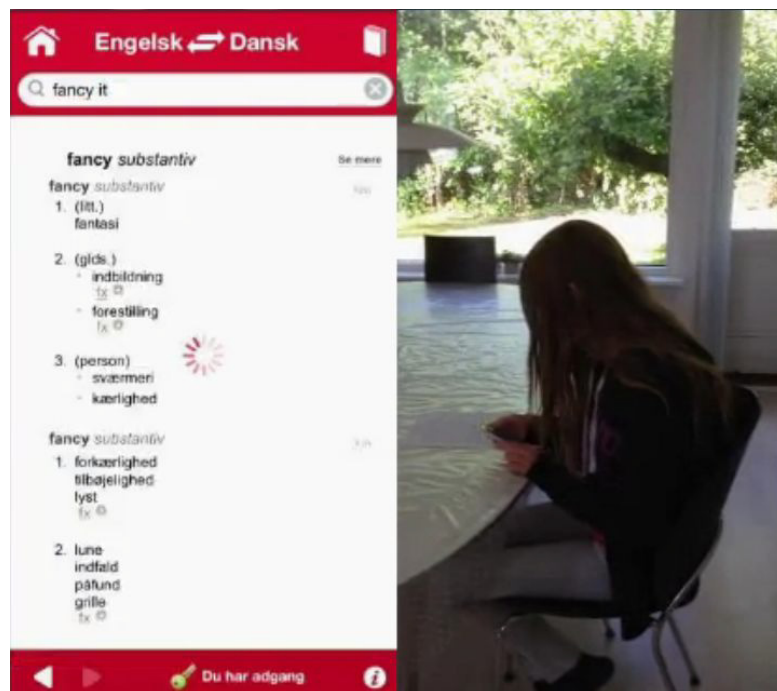 Engelsk Dansk
fancy it
fancy substantiv Se mere
fancy substantiv
1. (litt.)
fantasi
2. (glds.)
indbildning
fx
forestilling
fx
3. (person)
sværmeri
kærlighed
fancy substantiv
1. forkærlighed
tilbøjelighed
lyst
fx
2. lune
indfald
påfund
grille
fx
Du har adgang